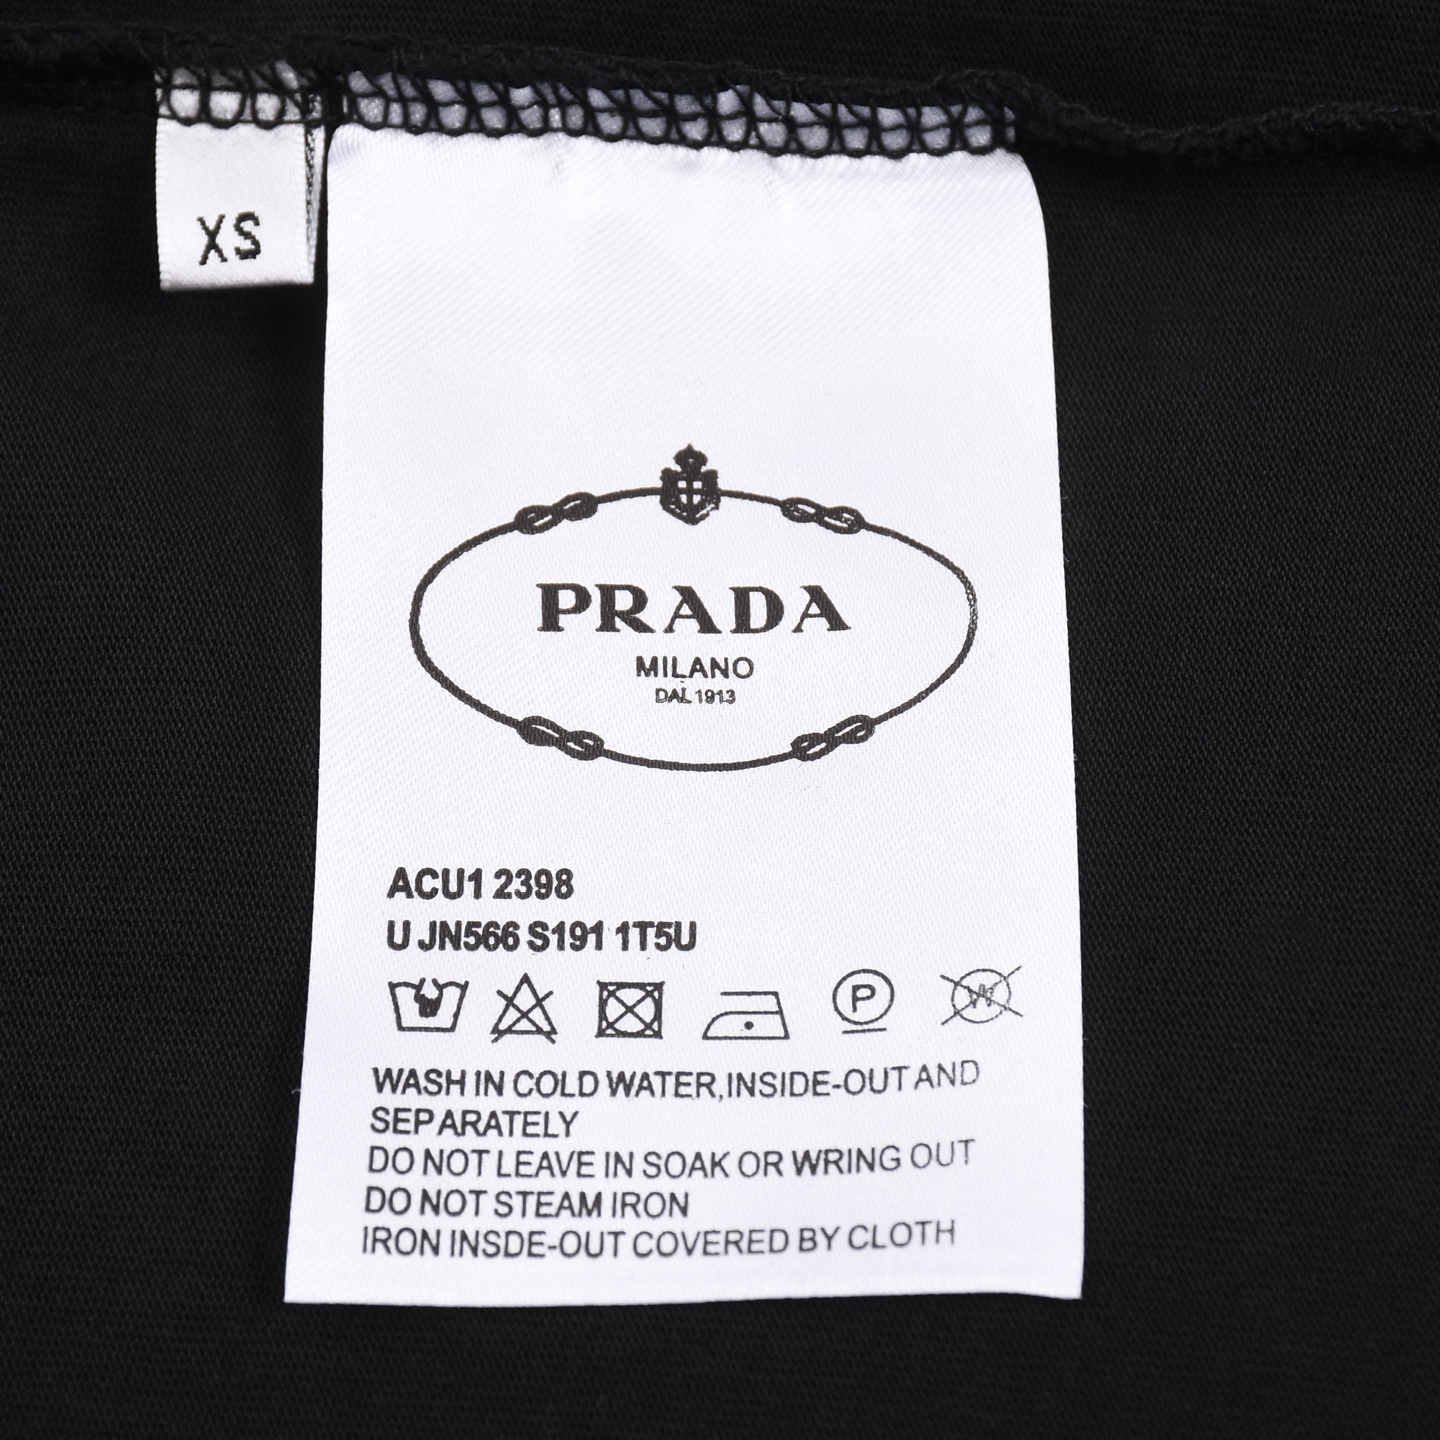 XS
PRADA
MILANO
DAL 1913
ACU1 2398
U JN566 S191 1T5U
P
W
WASH IN COLD WATER,INSIDE-OUT AND
SEPARATELY
DO NOT LEAVE IN SOAK OR WRING OUT
DO NOT STEAM IRON
IRON INSDE-OUT COVERED BY CLOTH